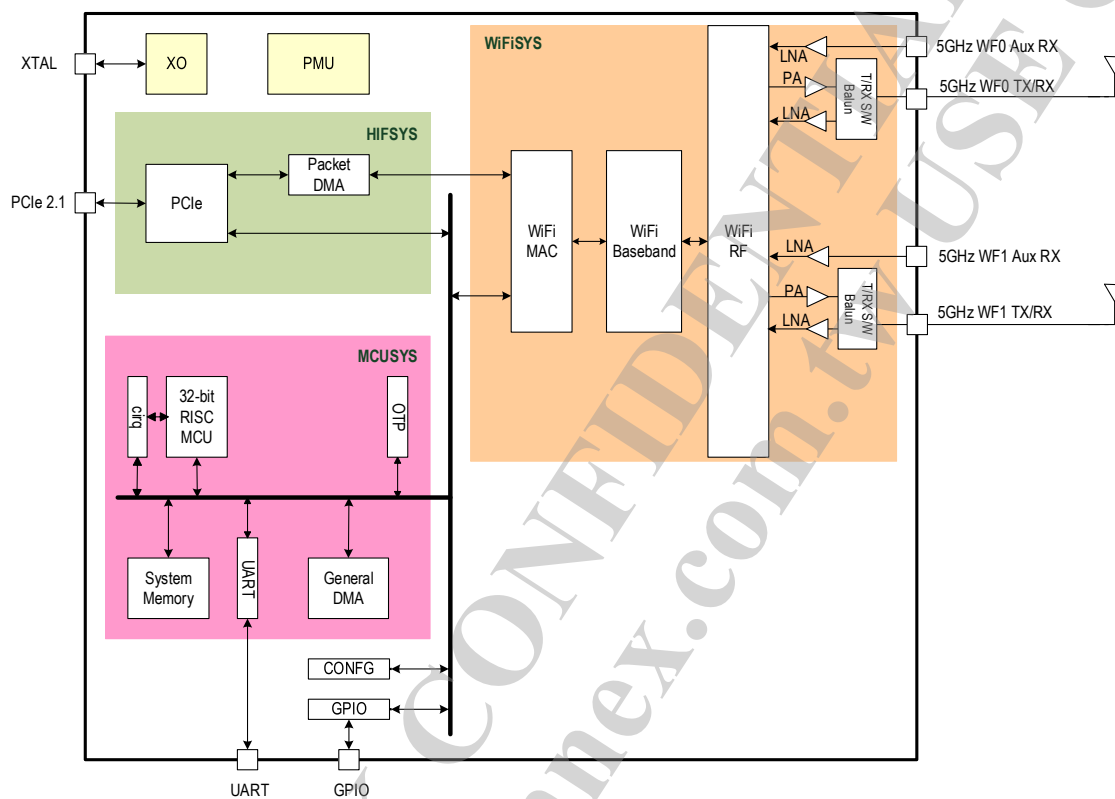 XTAL
XO
PMU
WiFiSYS
5GHz WF0 Aux RX
LNA
PA
T/RX S/W
Balun
5GHz WF0 TX/RX
LNA
HIFSYS
Packet
DMA
PCIe 2.1
PCIe
WiFi
MAC
WiFi
Baseband
WiFi
RF
LNA
5GHz WF1 Aux RX
PA
T/RX S/W
Balun
5GHz WF1 TX/RX
LNA
MCUSYS
cirq
32-bit
RISC
MCU
OTP
System
Memory
UART
General
DMA
CONFG
GPIO
UART
GPIO
CONFIDENTIAL
nex.com.tw USE